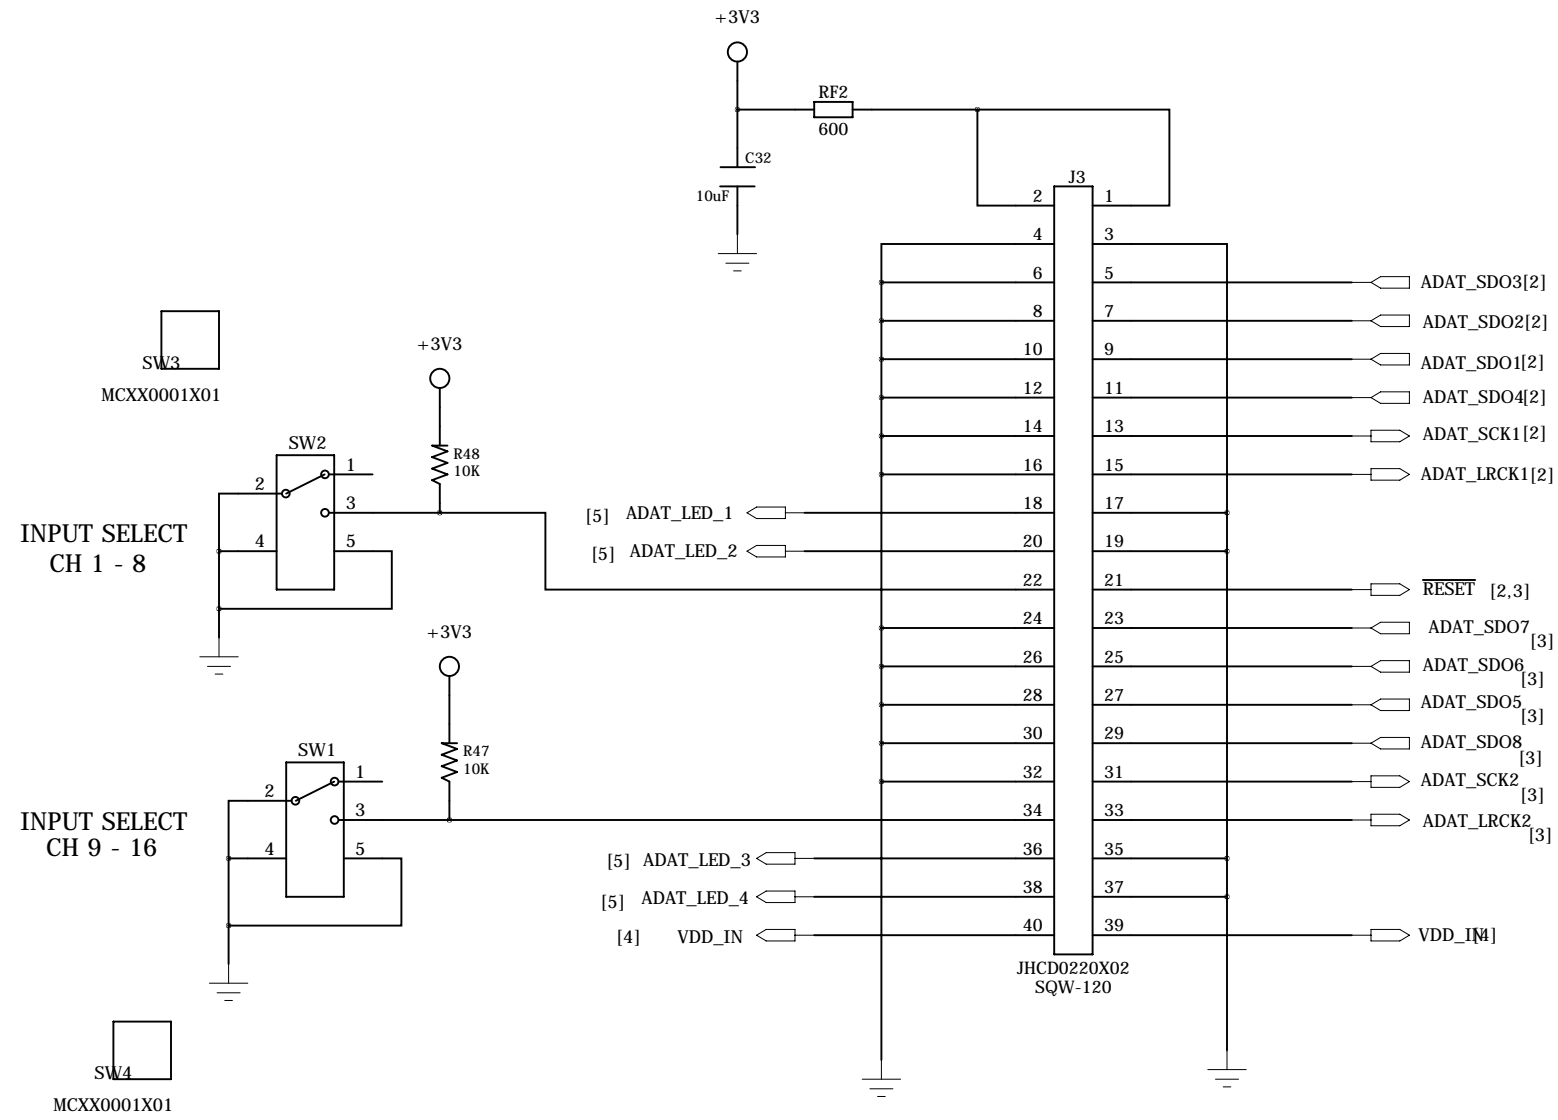 +3V3
RF2
600
C32
10uF
J3
2 1
4 3
6 5 ADAT_SDO3[2]
8 7 ADAT_SDO2[2]
10 9 ADAT_SDO1[2]
12 11 ADAT_SDO4[2]
14 13 ADAT_SCK1[2]
16 15 ADAT_LRCK1[2]
[5] ADAT_LED_1 18 17
[5] ADAT_LED_2 20 19
22 21 RESET [2,3]
24 23 ADAT_SDO7 [3]
26 25 ADAT_SDO6 [3]
28 27 ADAT_SDO5 [3]
30 29 ADAT_SDO8 [3]
32 31 ADAT_SCK2 [3]
34 33 ADAT_LRCK2 [3]
[5] ADAT_LED_3 36 35
[5] ADAT_LED_4 38 37
[4] VDD_IN 40 39 VDD_IN[4]
JHCD0220X02
SQW-120
SW3
MCXX0001X01
+3V3
R48
10K
SW2
1
2
3
4 5
INPUT SELECT
CH 1 - 8
+3V3
R47
10K
SW1
1
2
3
4 5
INPUT SELECT
CH 9 - 16
SW4
MCXX0001X01